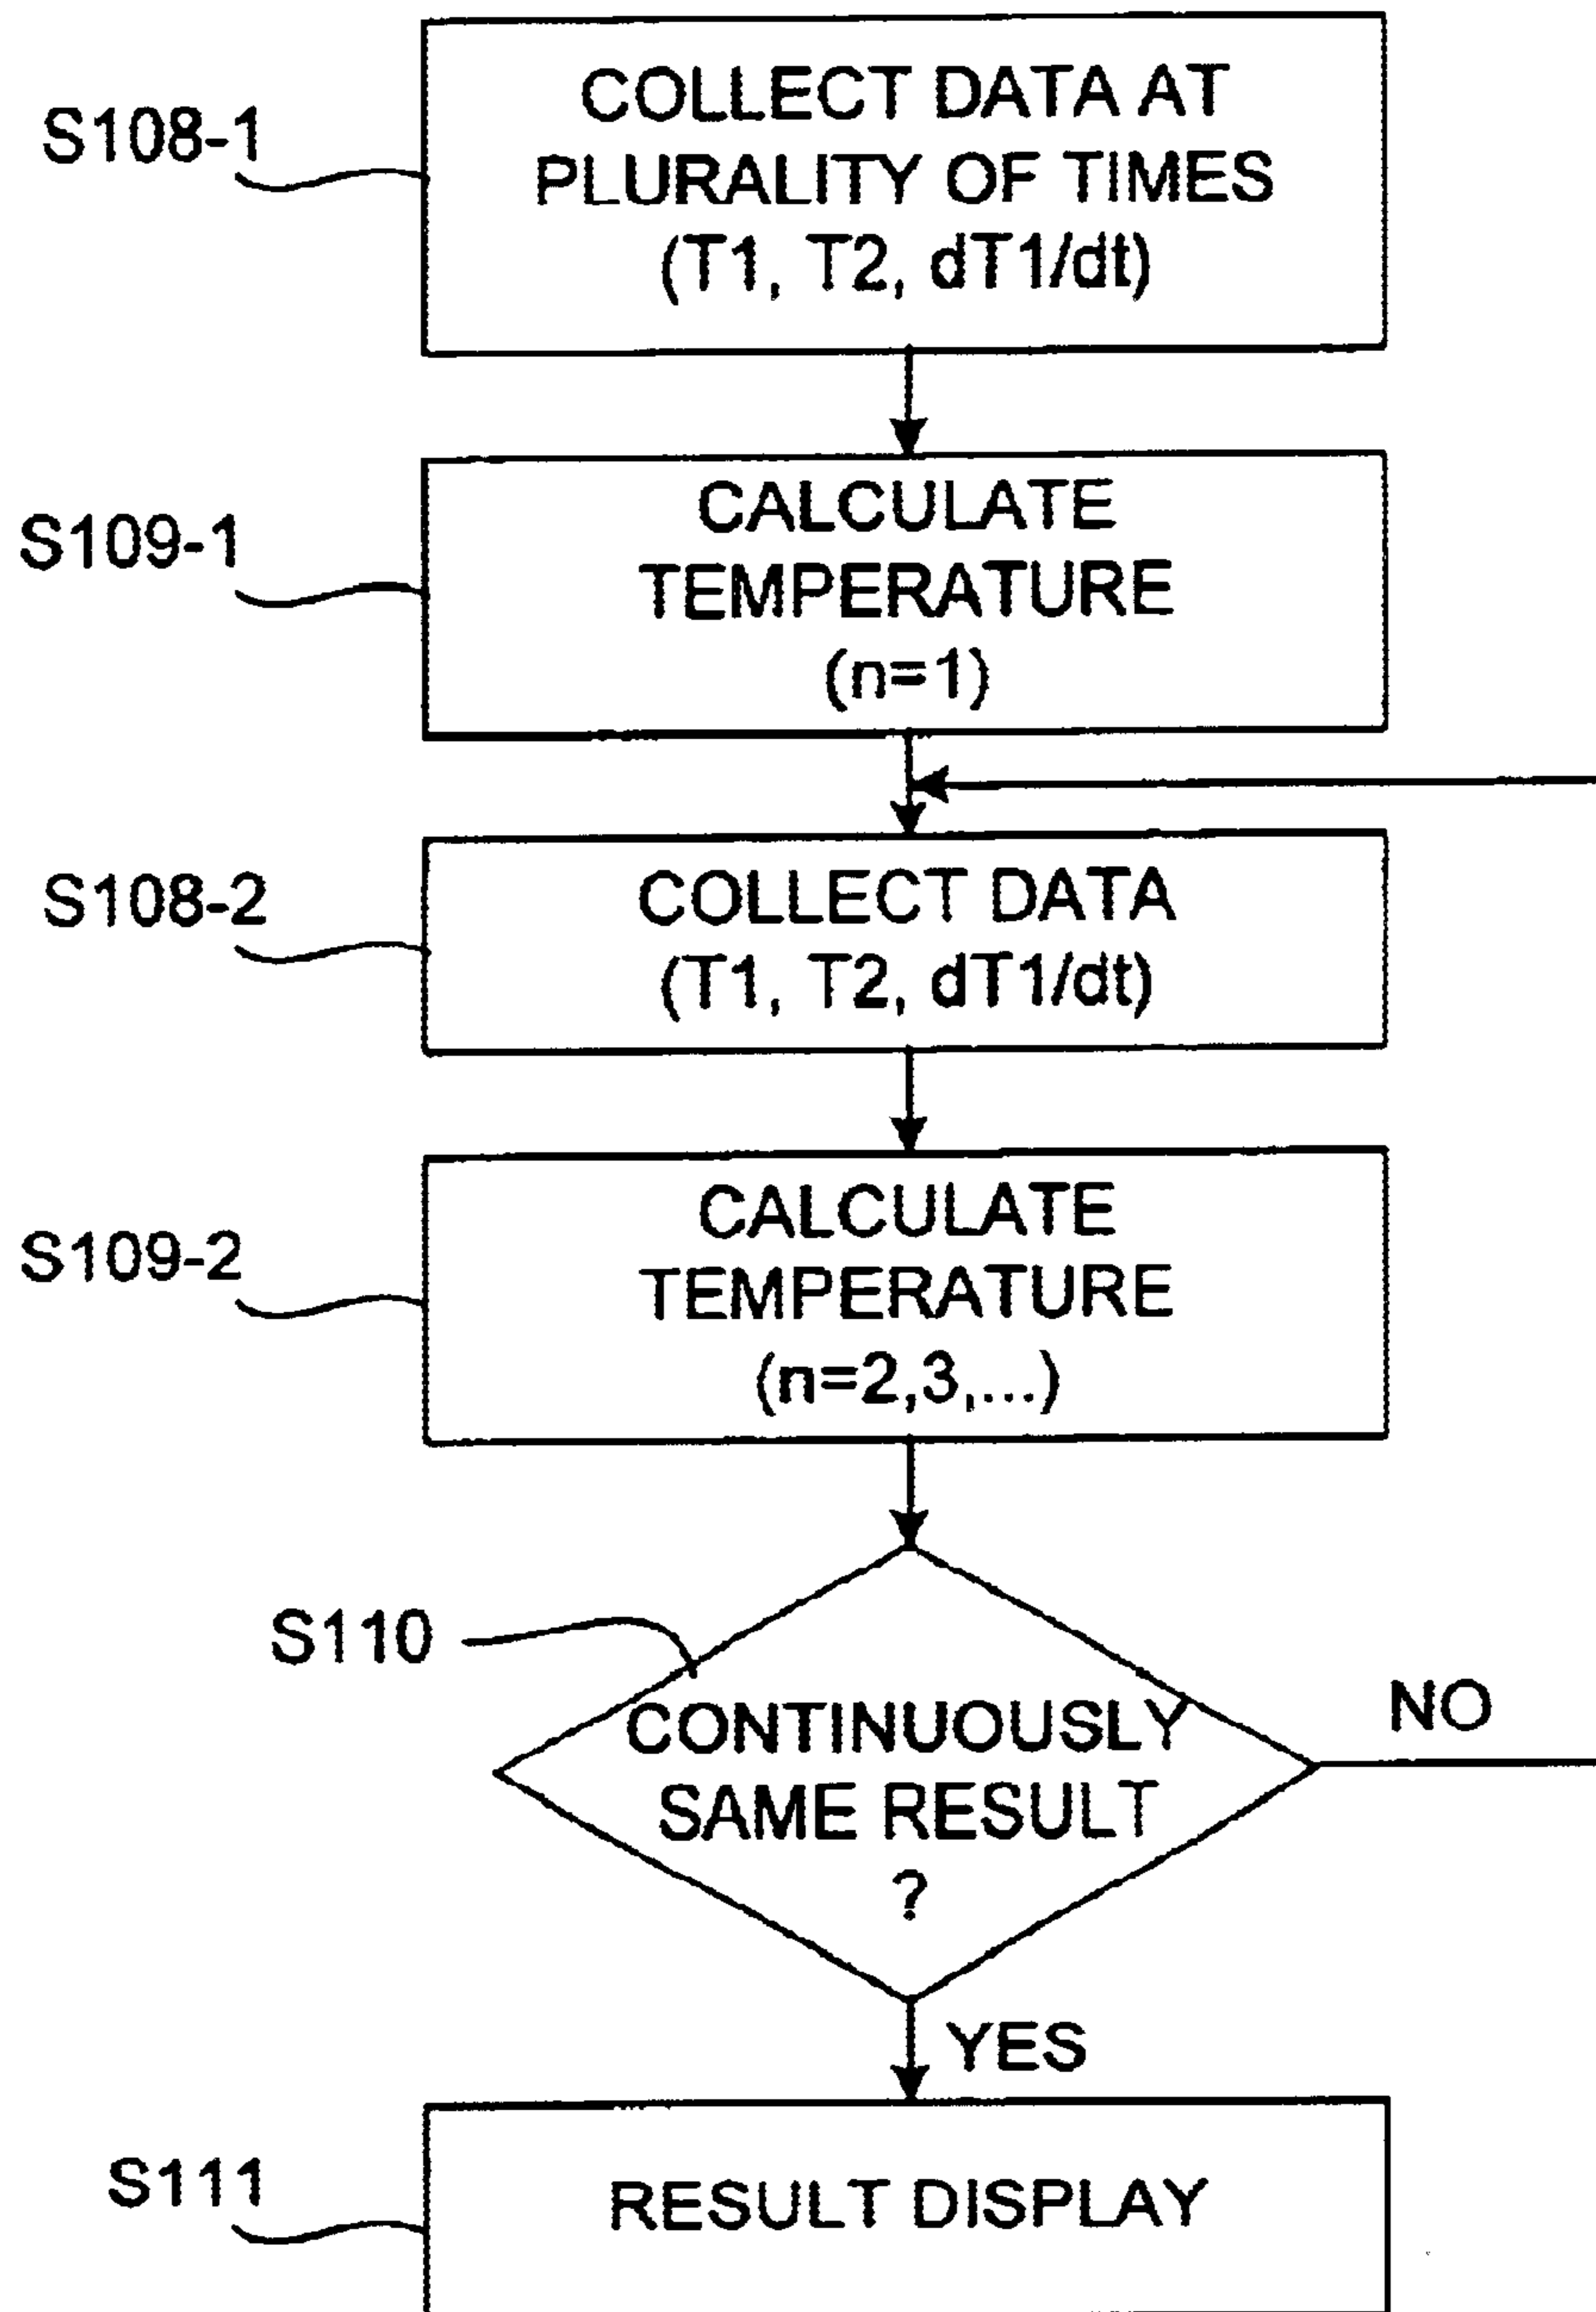 S108-1
COLLECT DATA AT
PLURALITY OF TIMES
(T1, T2, dT1/dt)
S109-1
CALCULATE
TEMPERATURE
(n=1)
S108-2
COLLECT DATA
(T1, T2, dT1/dt)
S109-2
CALCULATE
TEMPERATURE
(n=2,3,...)
S110
CONTINUOUSLY
SAME RESULT
?
NO
YES
S111
RESULT DISPLAY